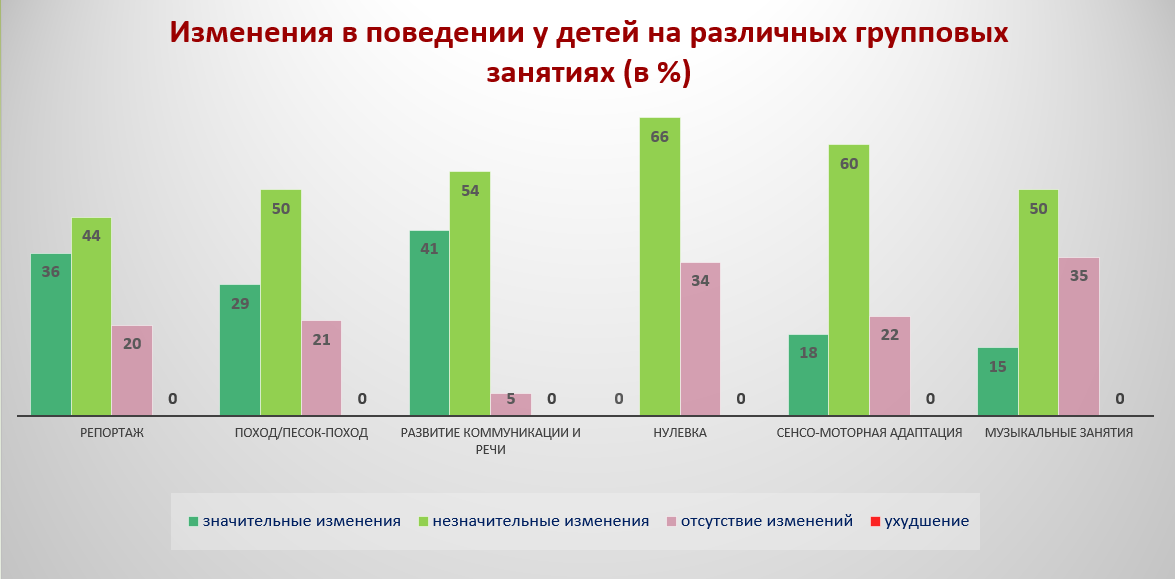 Изменения в поведении у детей на различных групповых
занятиях (в %)
36 44 20 0
29 50 21 0
41 54 5 0
0 66 34 0
18 60 22 0
15 50 35 0
РЕПОРТАЖ
ПОХОД/ПЕСОК-ПОХОД
РАЗВИТИЕ КОММУНИКАЦИИ И
РЕЧИ
НУЛЕВКА
СЕНСО-МОТОРНАЯ АДАПТАЦИЯ
МУЗЫКАЛЬНЫЕ ЗАНЯТИЯ
значительные изменения незначительные изменения отсутствие изменений ухудшение